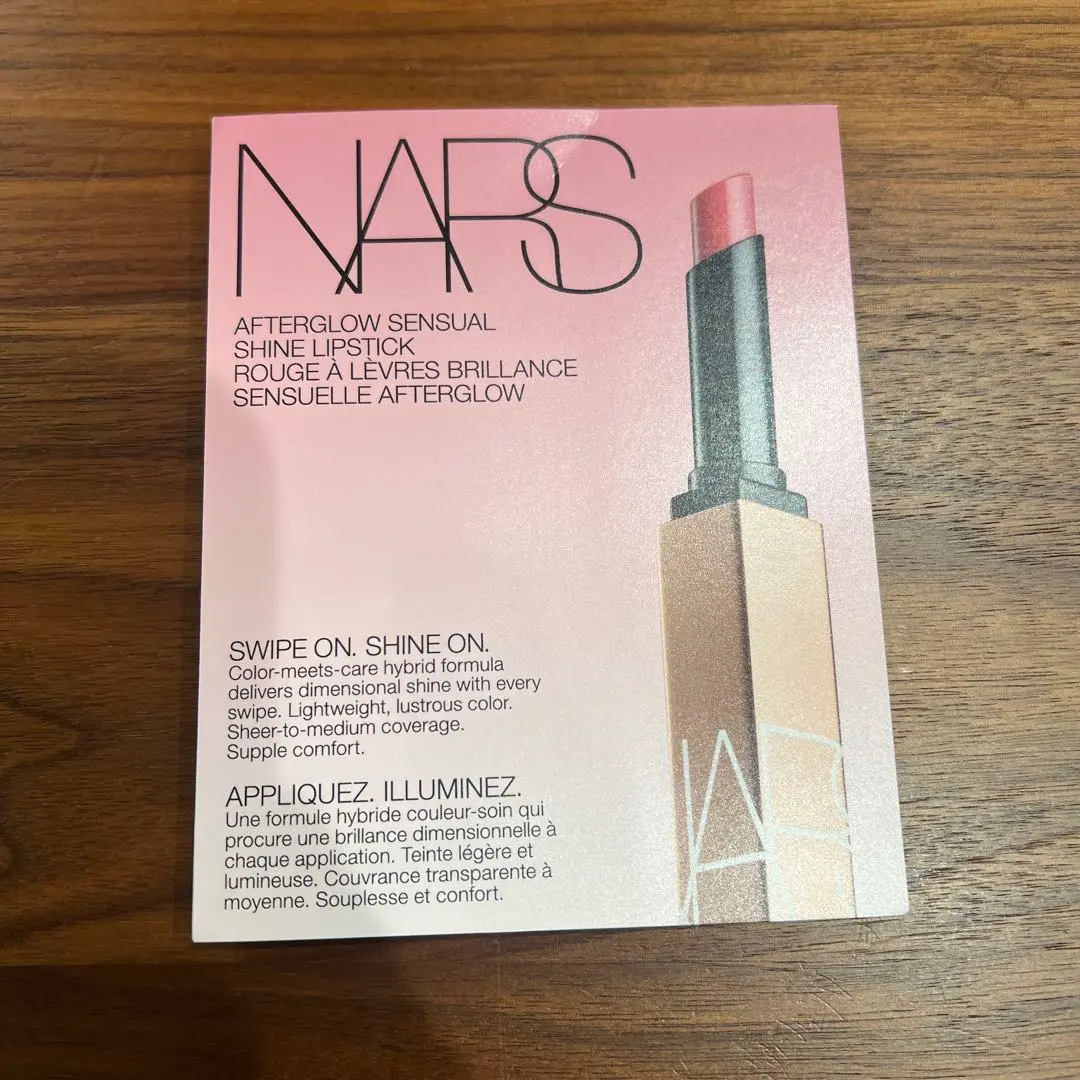 NARS
AFTERGLOW SENSUAL
SHINE LIPSTICK
ROUGE À LÈVRES BRILLANCE
SENSUELLE AFTERGLOW
SWIPE ON. SHINE ON.
Color-meets-care hybrid formula
delivers dimensional shine with every
swipe. Lightweight, lustrous color.
Sheer-to-medium coverage.
Supple comfort.
APPLIQUEZ. ILLUMINEZ.
Une formule hybride couleur-soin qui
procure une brillance dimensionnelle à
chaque application. Teinte légère et
lumineuse. Couvrance transparente à
moyenne. Souplesse et confort.
NARS